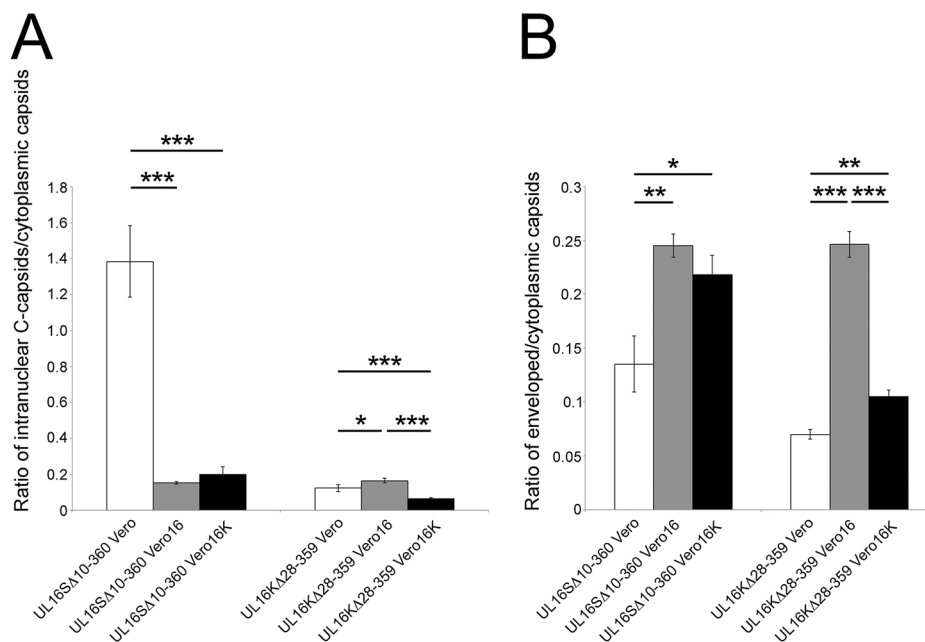 A
Ratio of intranuclear C-capsids/cytoplasmic capsids
1.8
1.6
1.4
1.2
1.0
0.8
0.6
0.4
0.2
0
***
***
***
*
***
UL16SΔ10-360 Vero
UL16SΔ10-360 Vero16
UL16SΔ10-360 Vero16K
UL16KΔ28-359 Vero
UL16KΔ28-359 Vero16
UL16KΔ28-359 Vero16K
B
Ratio of enveloped/cytoplasmic capsids
0.3
0.25
0.2
0.15
0.1
0.05
0
*
**
**
***
***
UL16SΔ10-360 Vero
UL16SΔ10-360 Vero16
UL16SΔ10-360 Vero16K
UL16KΔ28-359 Vero
UL16KΔ28-359 Vero16
UL16KΔ28-359 Vero16K